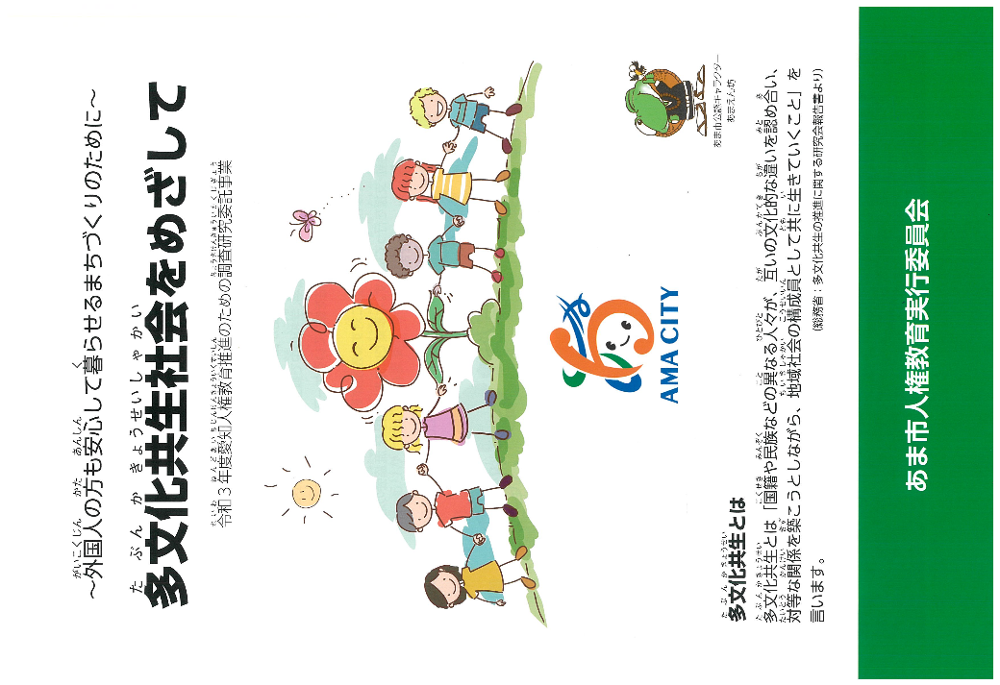 ～外国人の方も安心して暮らせるまちづくりのために～
多文化共生社会をめざして
令和３年度愛知人権教育推進のための調査研究委託事業
あま市公認キャラクター
あまえん坊
AMA CITY
多文化共生とは
多文化共生とは「国籍や民族などの異なる人々が、互いの文化的な違いを認め合い、
対等な関係を築こうとしながら、地域社会の構成員として共に生きていくこと」を
言います。
（総務省：多文化共生の推進に関する研究会報告書より）
あま市人権教育実行委員会